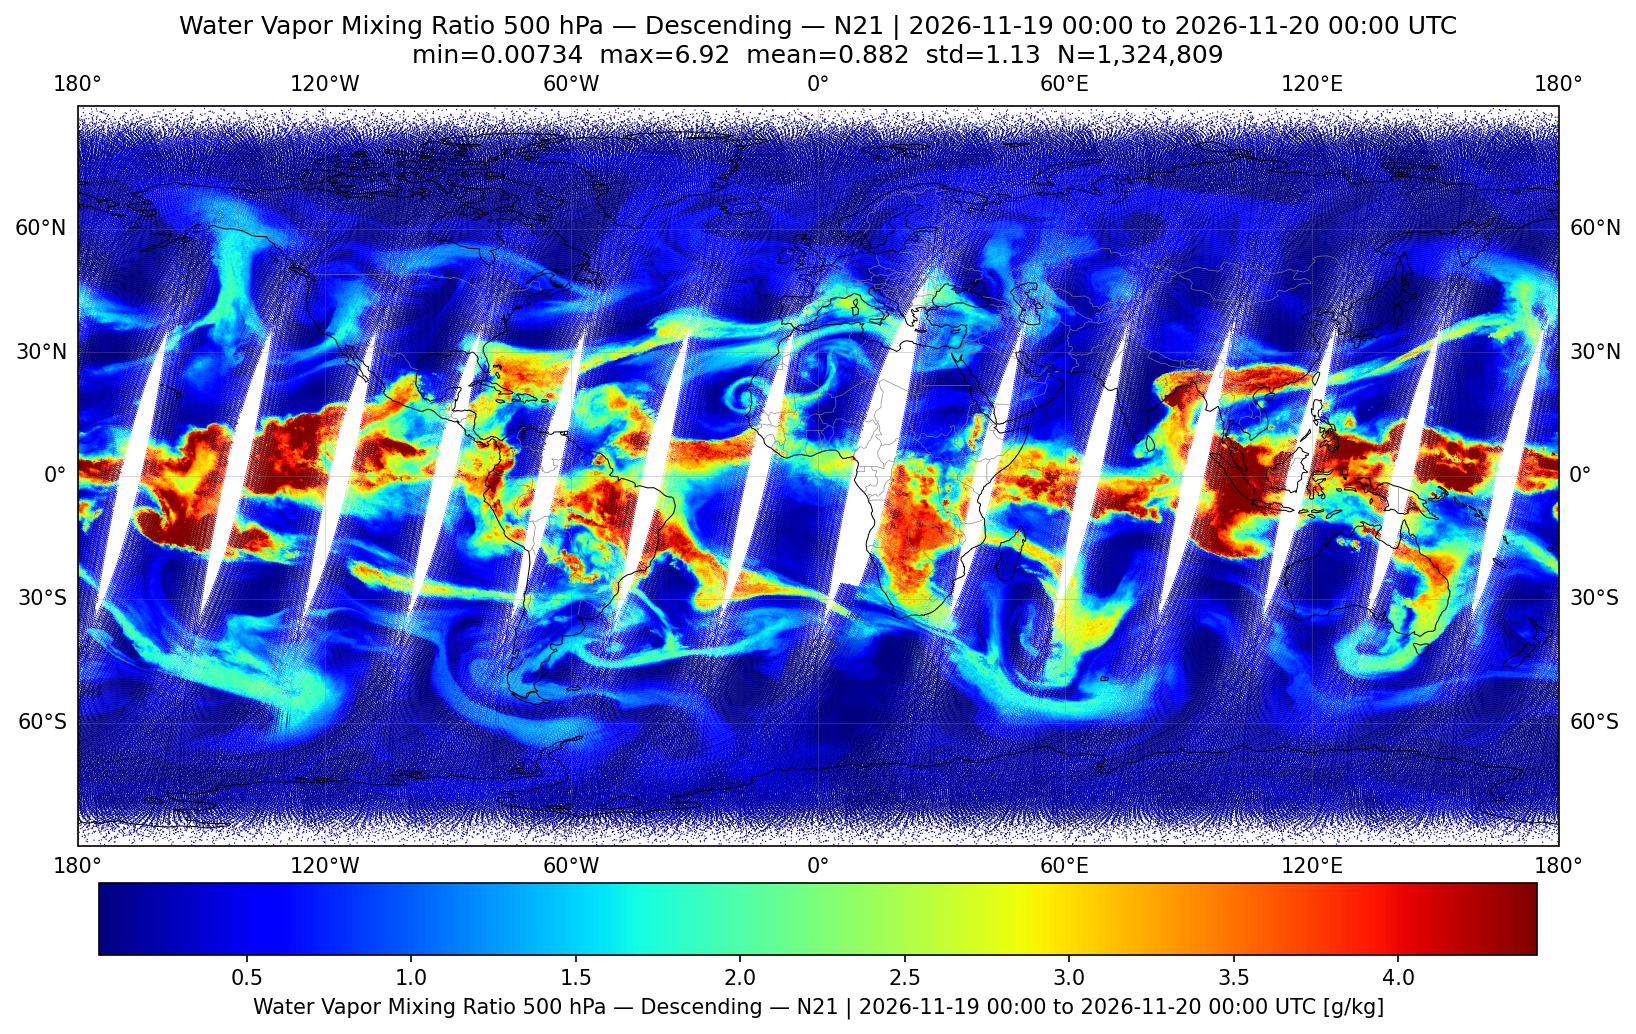 Water Vapor Mixing Ratio 500 hPa — Descending — N21 | 2026-11-19 00:00 to 2026-11-20 00:00 UTC
min=0.00734 max=6.92 mean=0.882 std=1.13 N=1,324,809
180° 120°W 60°W 0° 60°E 120°E 180°
60°N 60°N
30°N 30°N
0° 0°
30°S 30°S
60°S 60°S
180° 120°W 60°W 0° 60°E 120°E 180°
0.5 1.0 1.5 2.0 2.5 3.0 3.5 4.0
Water Vapor Mixing Ratio 500 hPa — Descending — N21 | 2026-11-19 00:00 to 2026-11-20 00:00 UTC [g/kg]